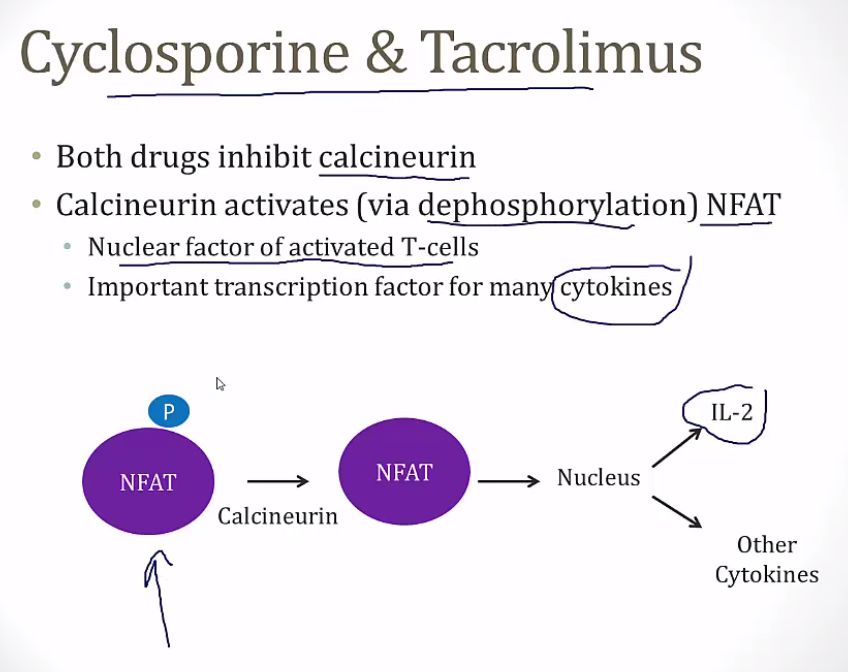 Cyclosporine & Tacrolimus
• Both drugs inhibit calcineurin
• Calcineurin activates (via dephosphorylation) NFAT
• Nuclear factor of activated T-cells
• Important transcription factor for many cytokines
P
NFAT
Calcineurin
NFAT
Nucleus
IL-2
Other
Cytokines